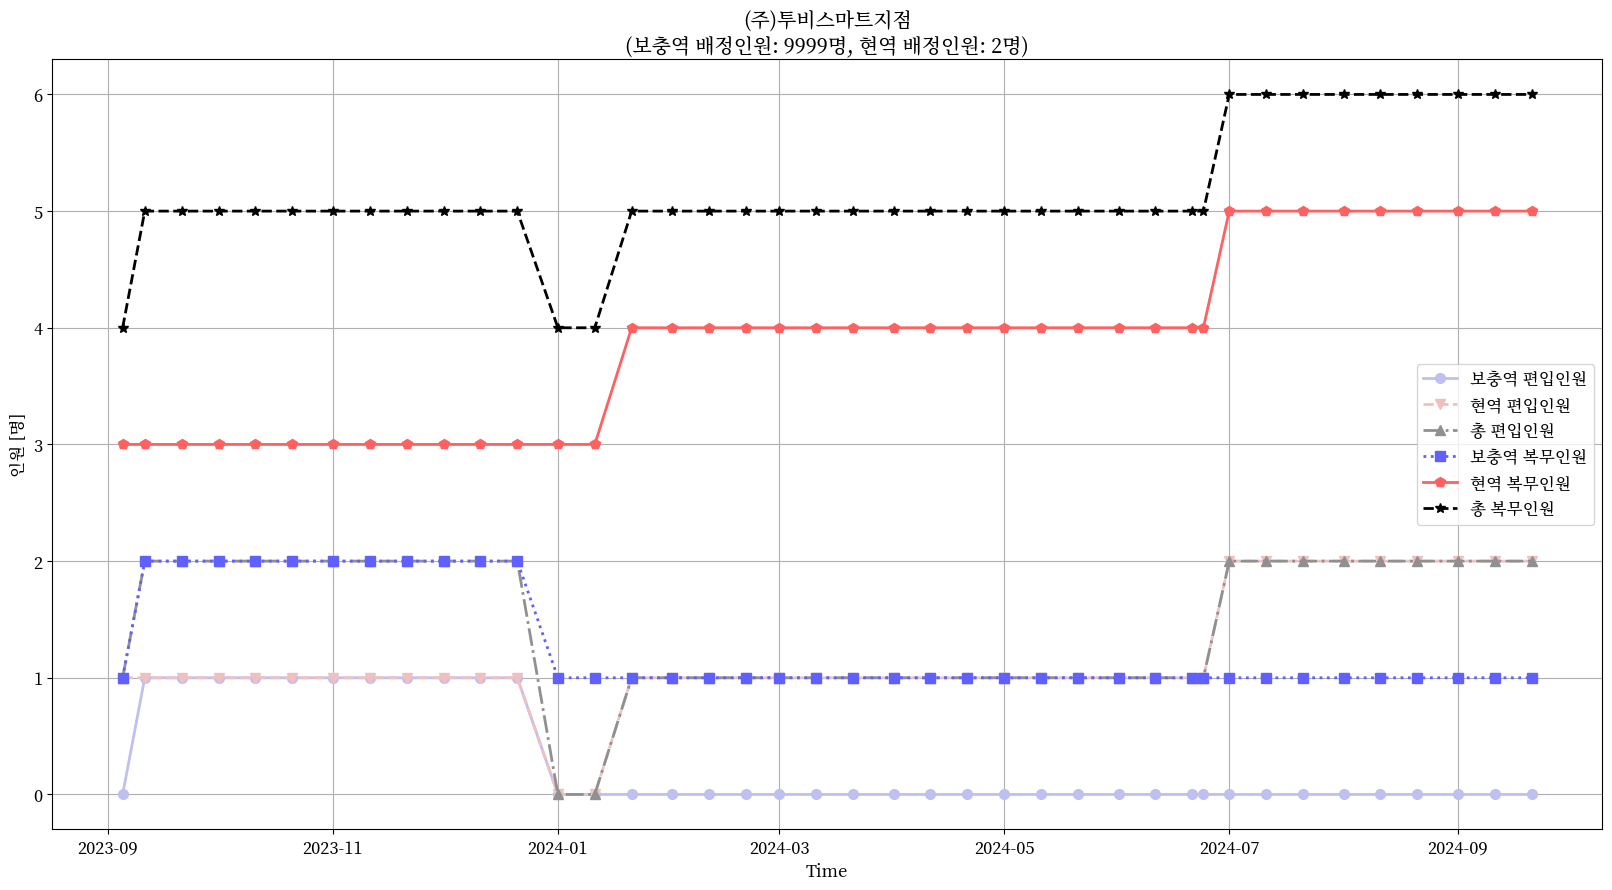 (주)투비스마트지점
(보충역 배정인원: 9999명, 현역 배정인원: 2명)
인원 [명]
6
5
4
3
2
1
0
보충역 편입인원
현역 편입인원
총 편입인원
보충역 복무인원
현역 복무인원
총 복무인원
2023-09
2023-11
2024-01
2024-03
2024-05
2024-07
2024-09
Time